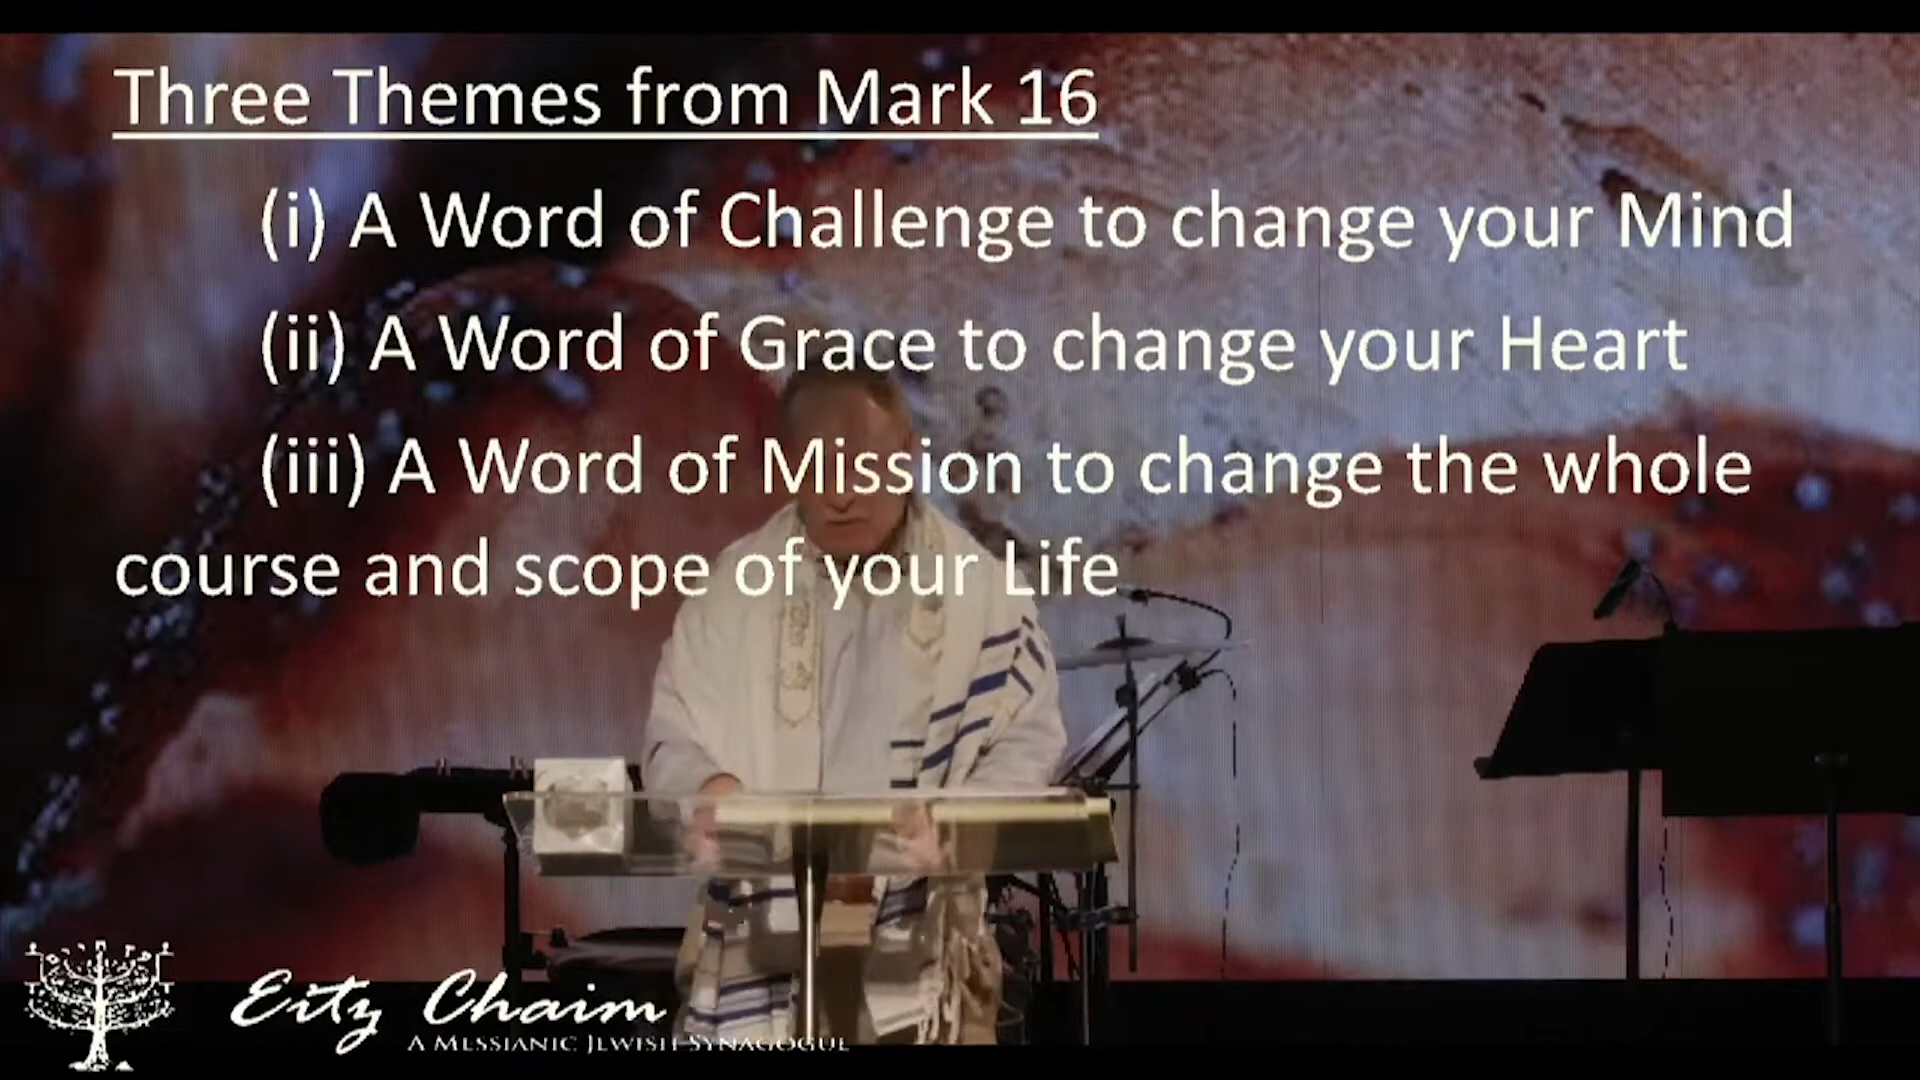 Three Themes from Mark 16
(i) A Word of Challenge to change your Mind
(ii) A Word of Grace to change your Heart
(iii) A Word of Mission to change the whole
course and scope of your Life
Eitz Chaim
A MESSIANIC JEWISH SYNAGOGUE